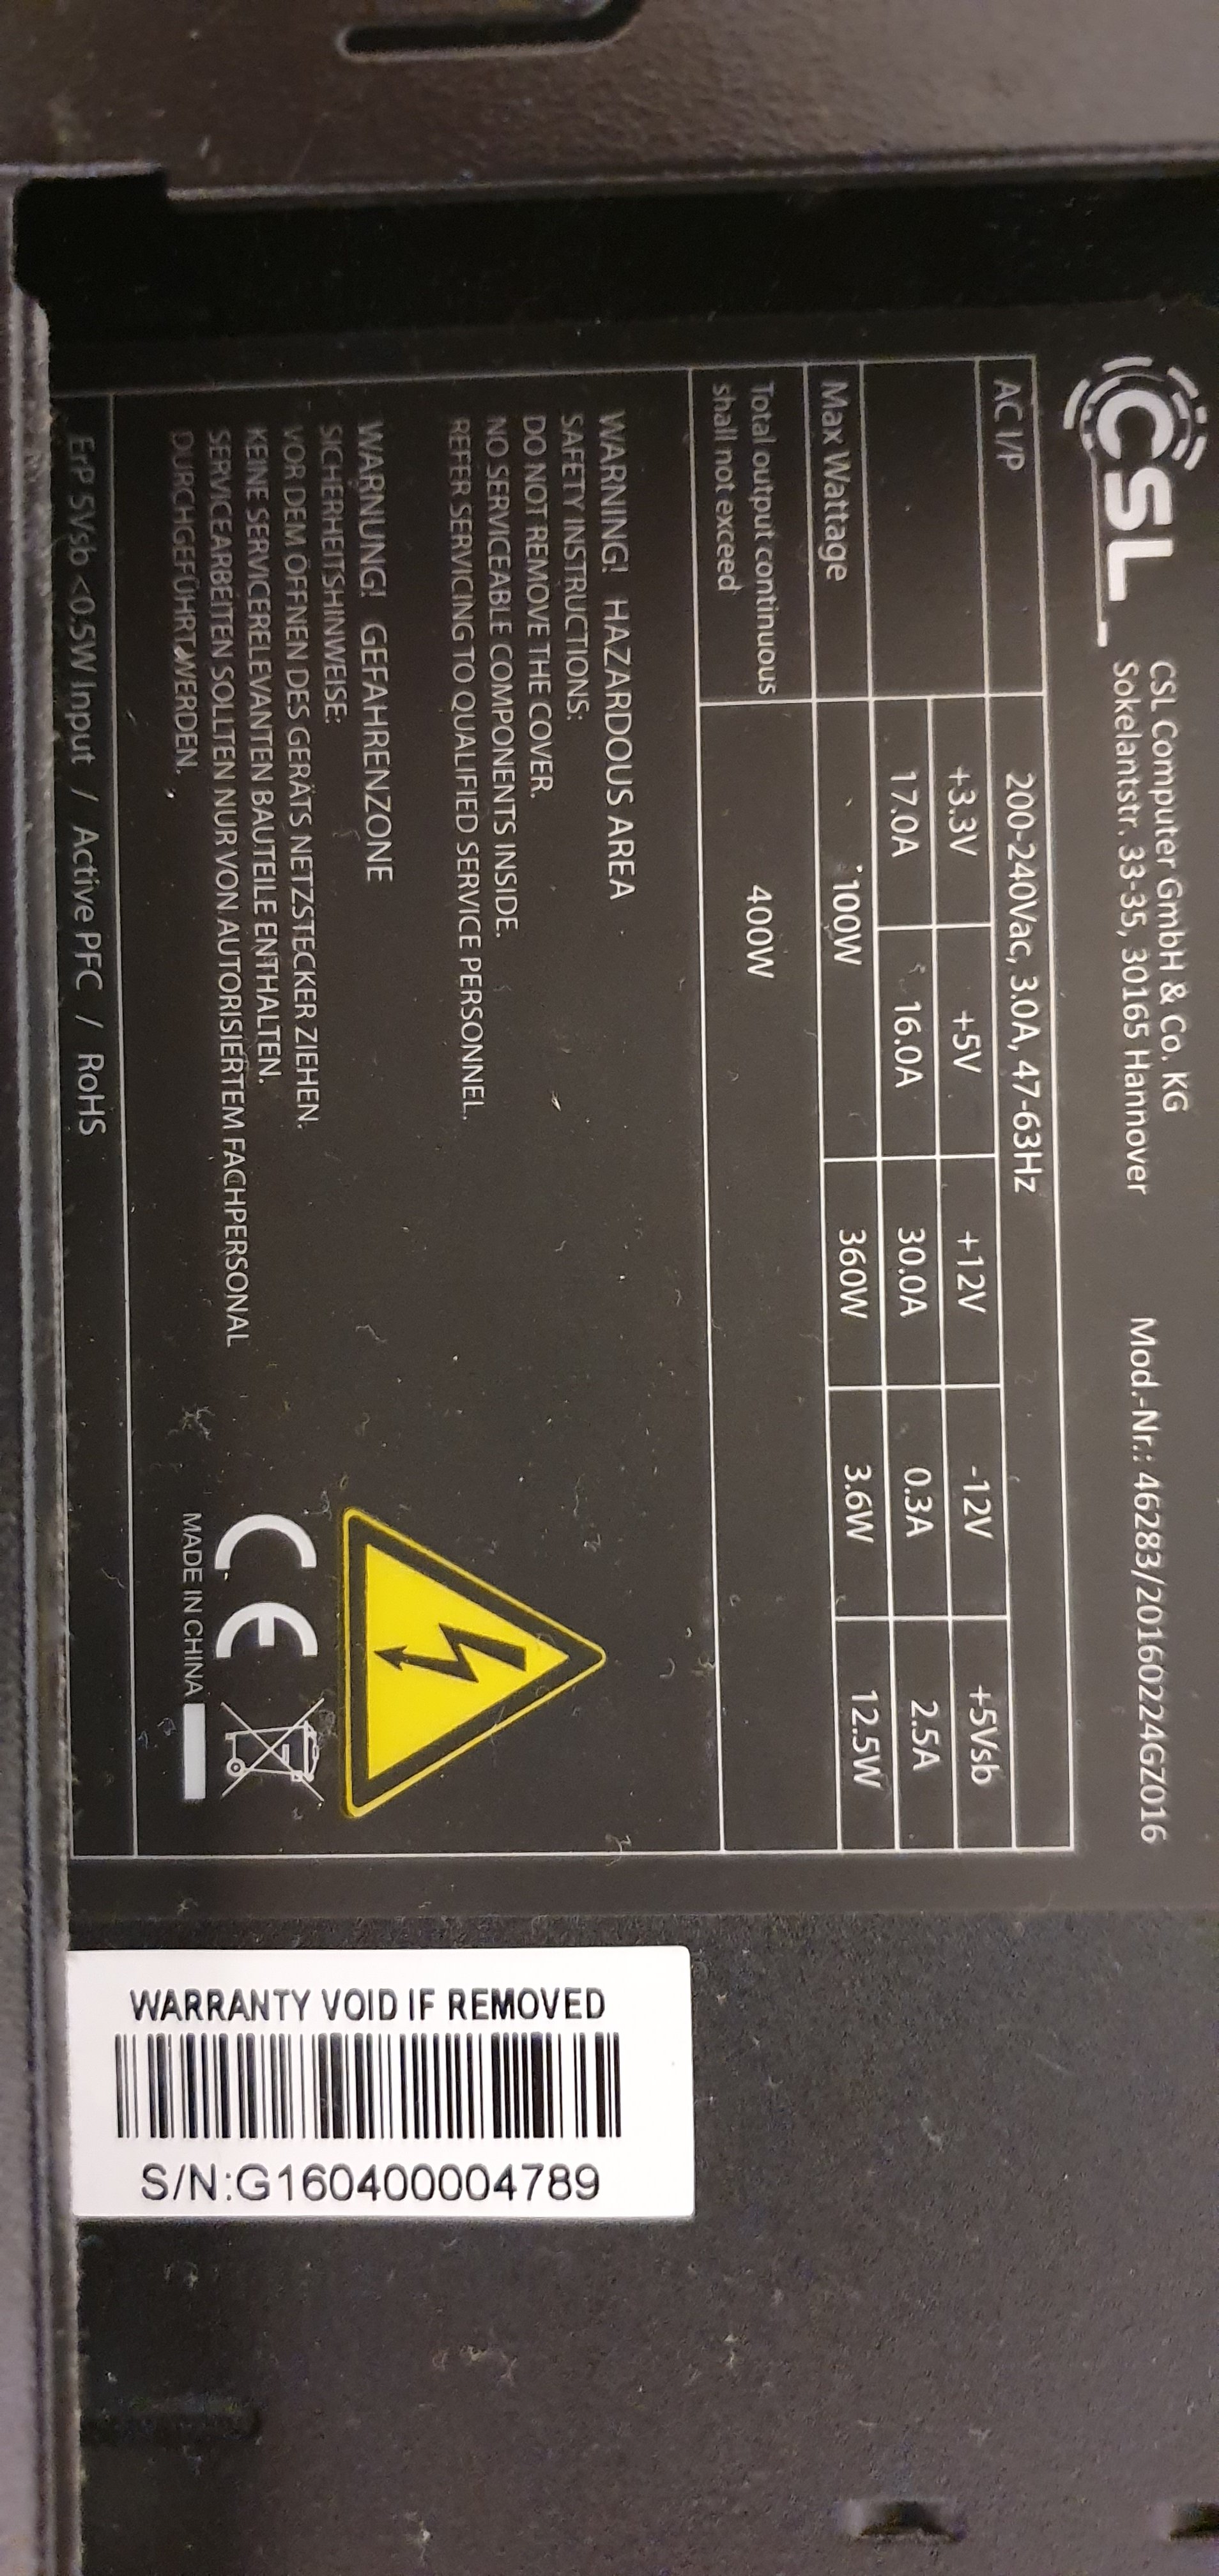 CSL
CSL Computer GmbH & Co. KG
Sokelantstr. 33-35, 30165 Hannover
Mod.-Nr.: 46283/20160224GZ016
AC I/P 200-240Vac, 3.0A, 47-63Hz
+3.3V +5V +12V -12V +5Vsb
17.0A 16.0A 30.0A 0.3A 2.5A
Max Wattage 100W 360W 3.6W 12.5W
Total output continuous
shall not exceed
400W
WARNING! HAZARDOUS AREA
SAFETY INSTRUCTIONS:
DO NOT REMOVE THE COVER.
NO SERVICEABLE COMPONENTS INSIDE.
REFER SERVICING TO QUALIFIED SERVICE PERSONNEL.
WARNUNG! GEFAHRENZONE
SICHERHEITSHINWEISE:
VOR DEM ÖFFNEN DES GERÄTS NETZSTECKER ZIEHEN.
KEINE SERVICERELEVANTEN BAUTEILE ENTHALTEN.
SERVICEARBEITEN SOLLTEN NUR VON AUTORISIERTEM FACHPERSONAL
DURCHGEFÜHRT WERDEN.
CE
MADE IN CHINA
ErP 5Vsb <0.5W Input / Active PFC / RoHS
WARRANTY VOID IF REMOVED
S/N:G160400004789